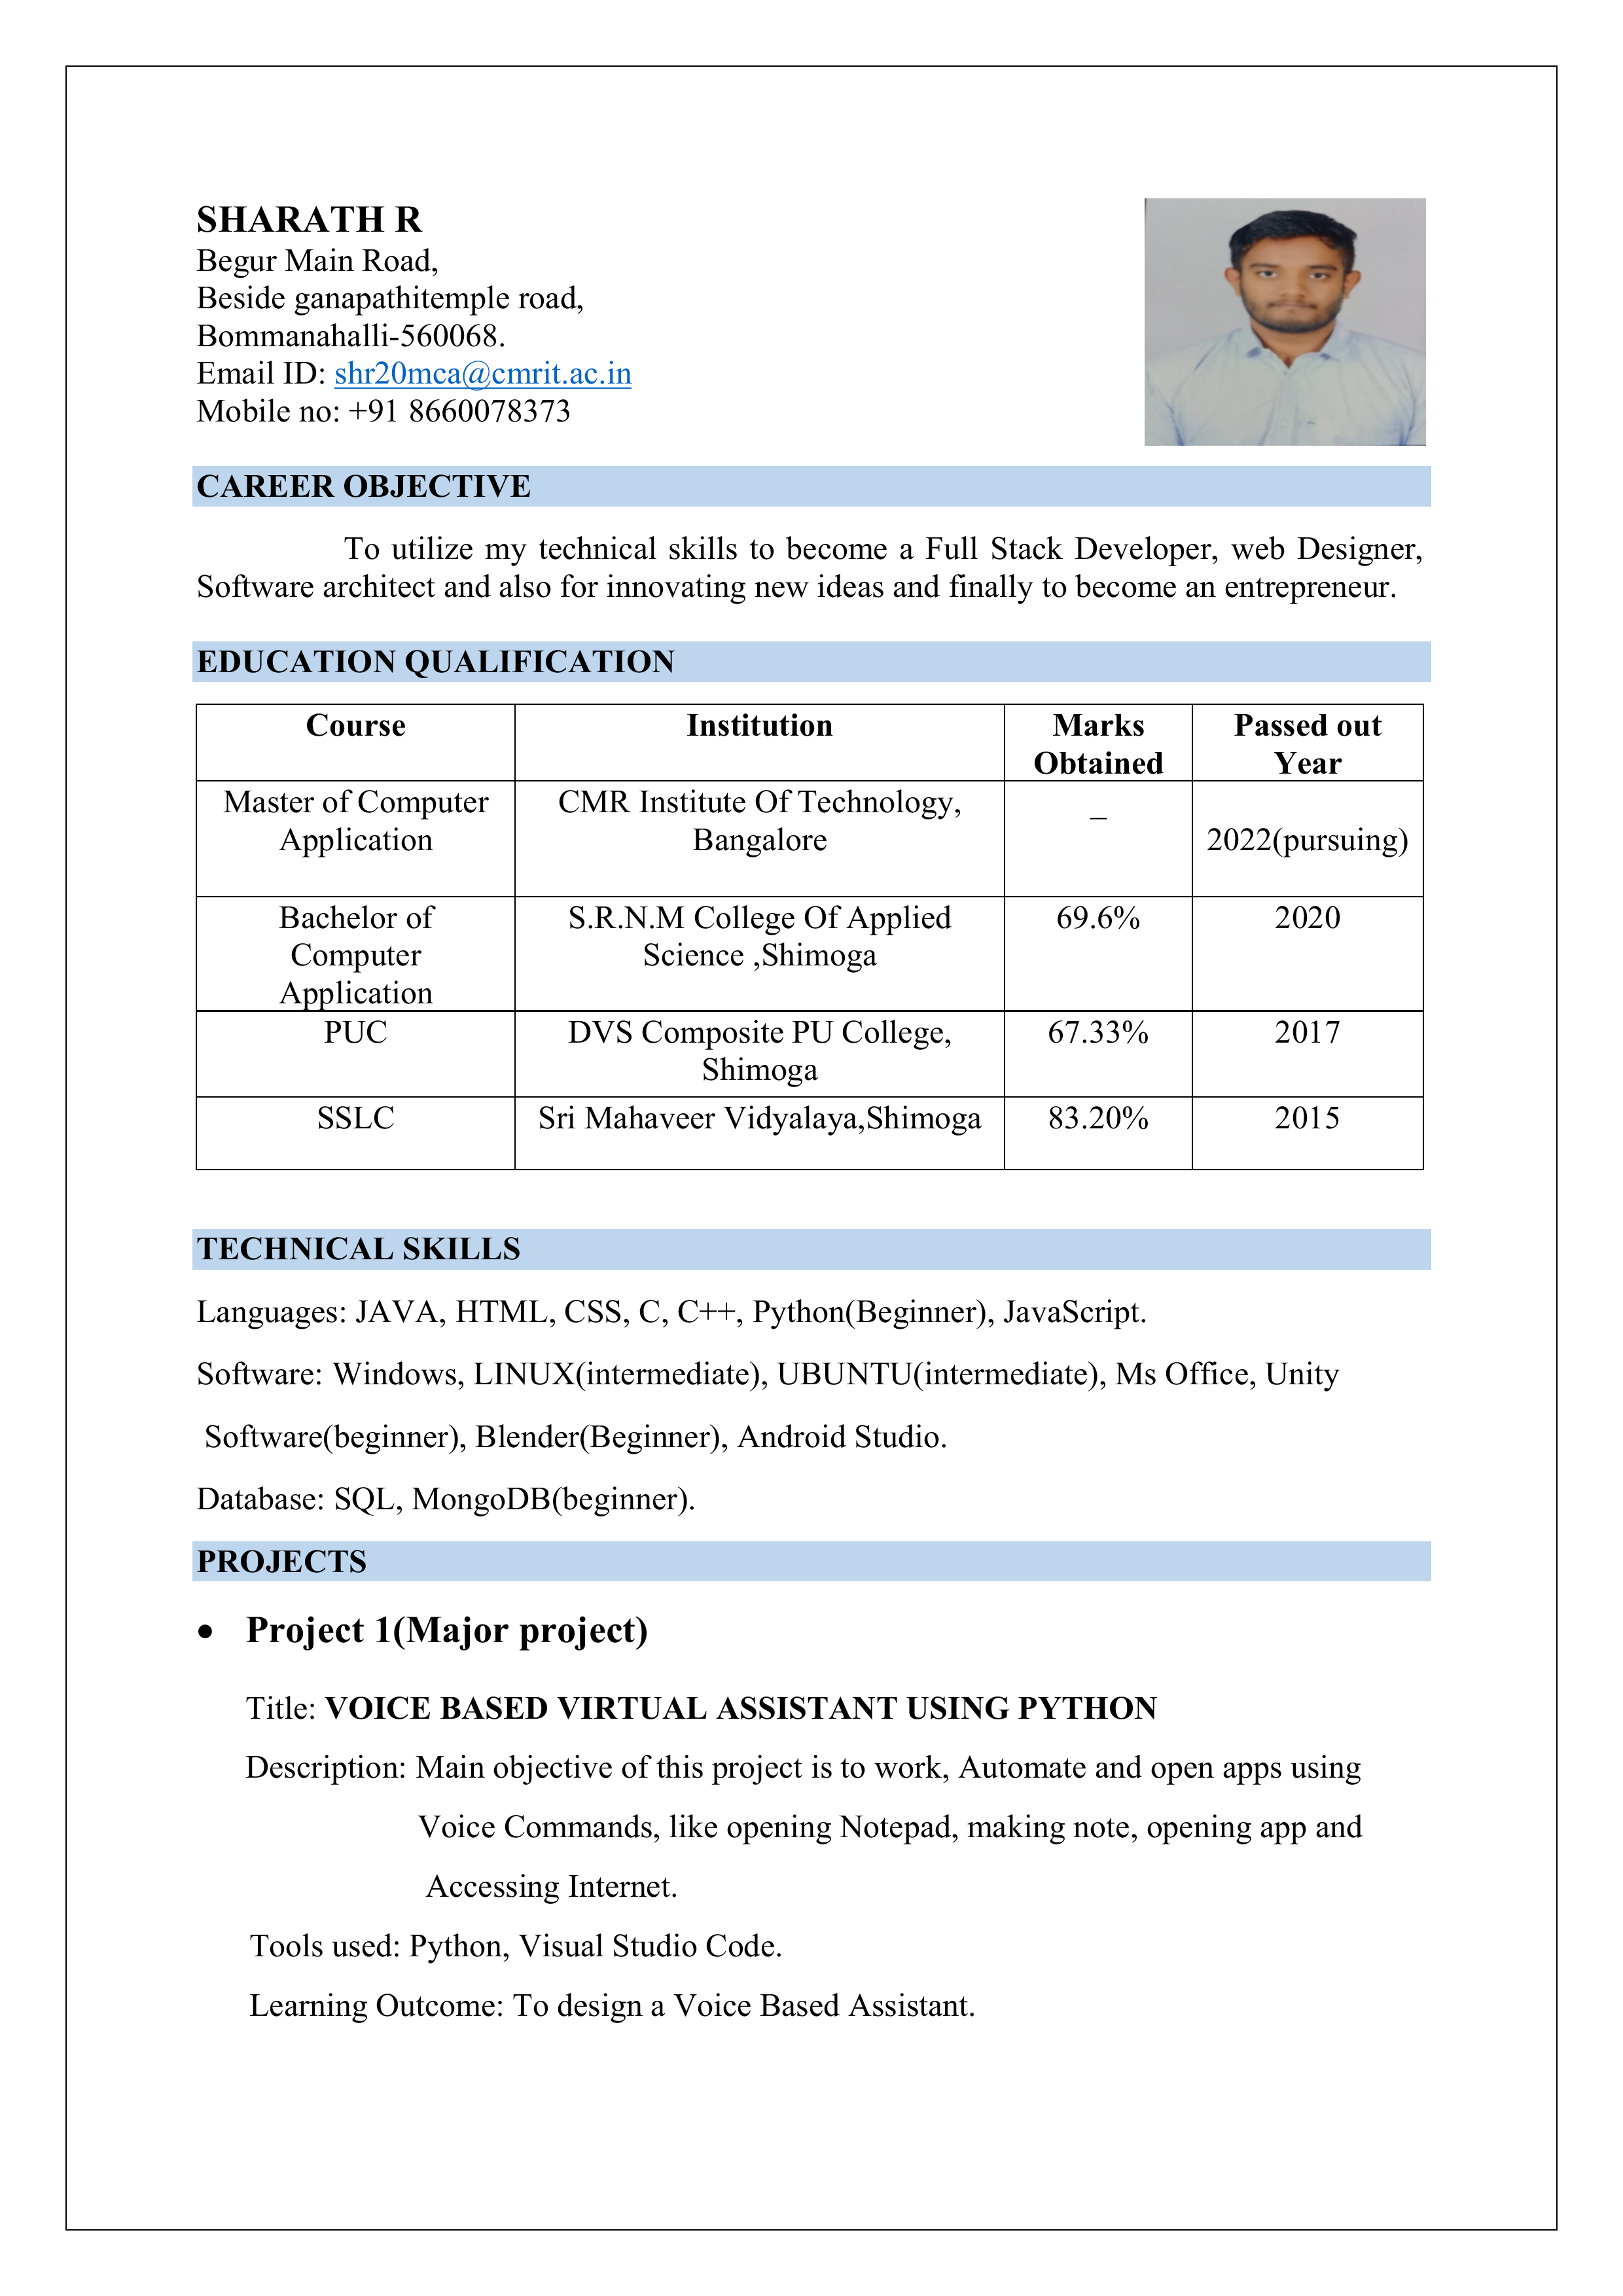 SHARATH R
Begur Main Road,
Beside ganapathitemple road,
Bommanahalli-560068.
Email ID: shr20mca@cmrit.ac.in
Mobile no: +91 8660078373
CAREER OBJECTIVE
To utilize my technical skills to become a Full Stack Developer, web Designer,
Software architect and also for innovating new ideas and finally to become an entrepreneur.
EDUCATION QUALIFICATION
Course Institution Marks Obtained Passed out Year
Master of Computer Application CMR Institute Of Technology, Bangalore – 2022(pursuing)
Bachelor of Computer Application S.R.N.M College Of Applied Science ,Shimoga 69.6% 2020
PUC DVS Composite PU College, Shimoga 67.33% 2017
SSLC Sri Mahaveer Vidyalaya,Shimoga 83.20% 2015
TECHNICAL SKILLS
Languages: JAVA, HTML, CSS, C, C++, Python(Beginner), JavaScript.
Software: Windows, LINUX(intermediate), UBUNTU(intermediate), Ms Office, Unity
Software(beginner), Blender(Beginner), Android Studio.
Database: SQL, MongoDB(beginner).
PROJECTS
• Project 1(Major project)
Title: VOICE BASED VIRTUAL ASSISTANT USING PYTHON
Description: Main objective of this project is to work, Automate and open apps using
Voice Commands, like opening Notepad, making note, opening app and
Accessing Internet.
Tools used: Python, Visual Studio Code.
Learning Outcome: To design a Voice Based Assistant.